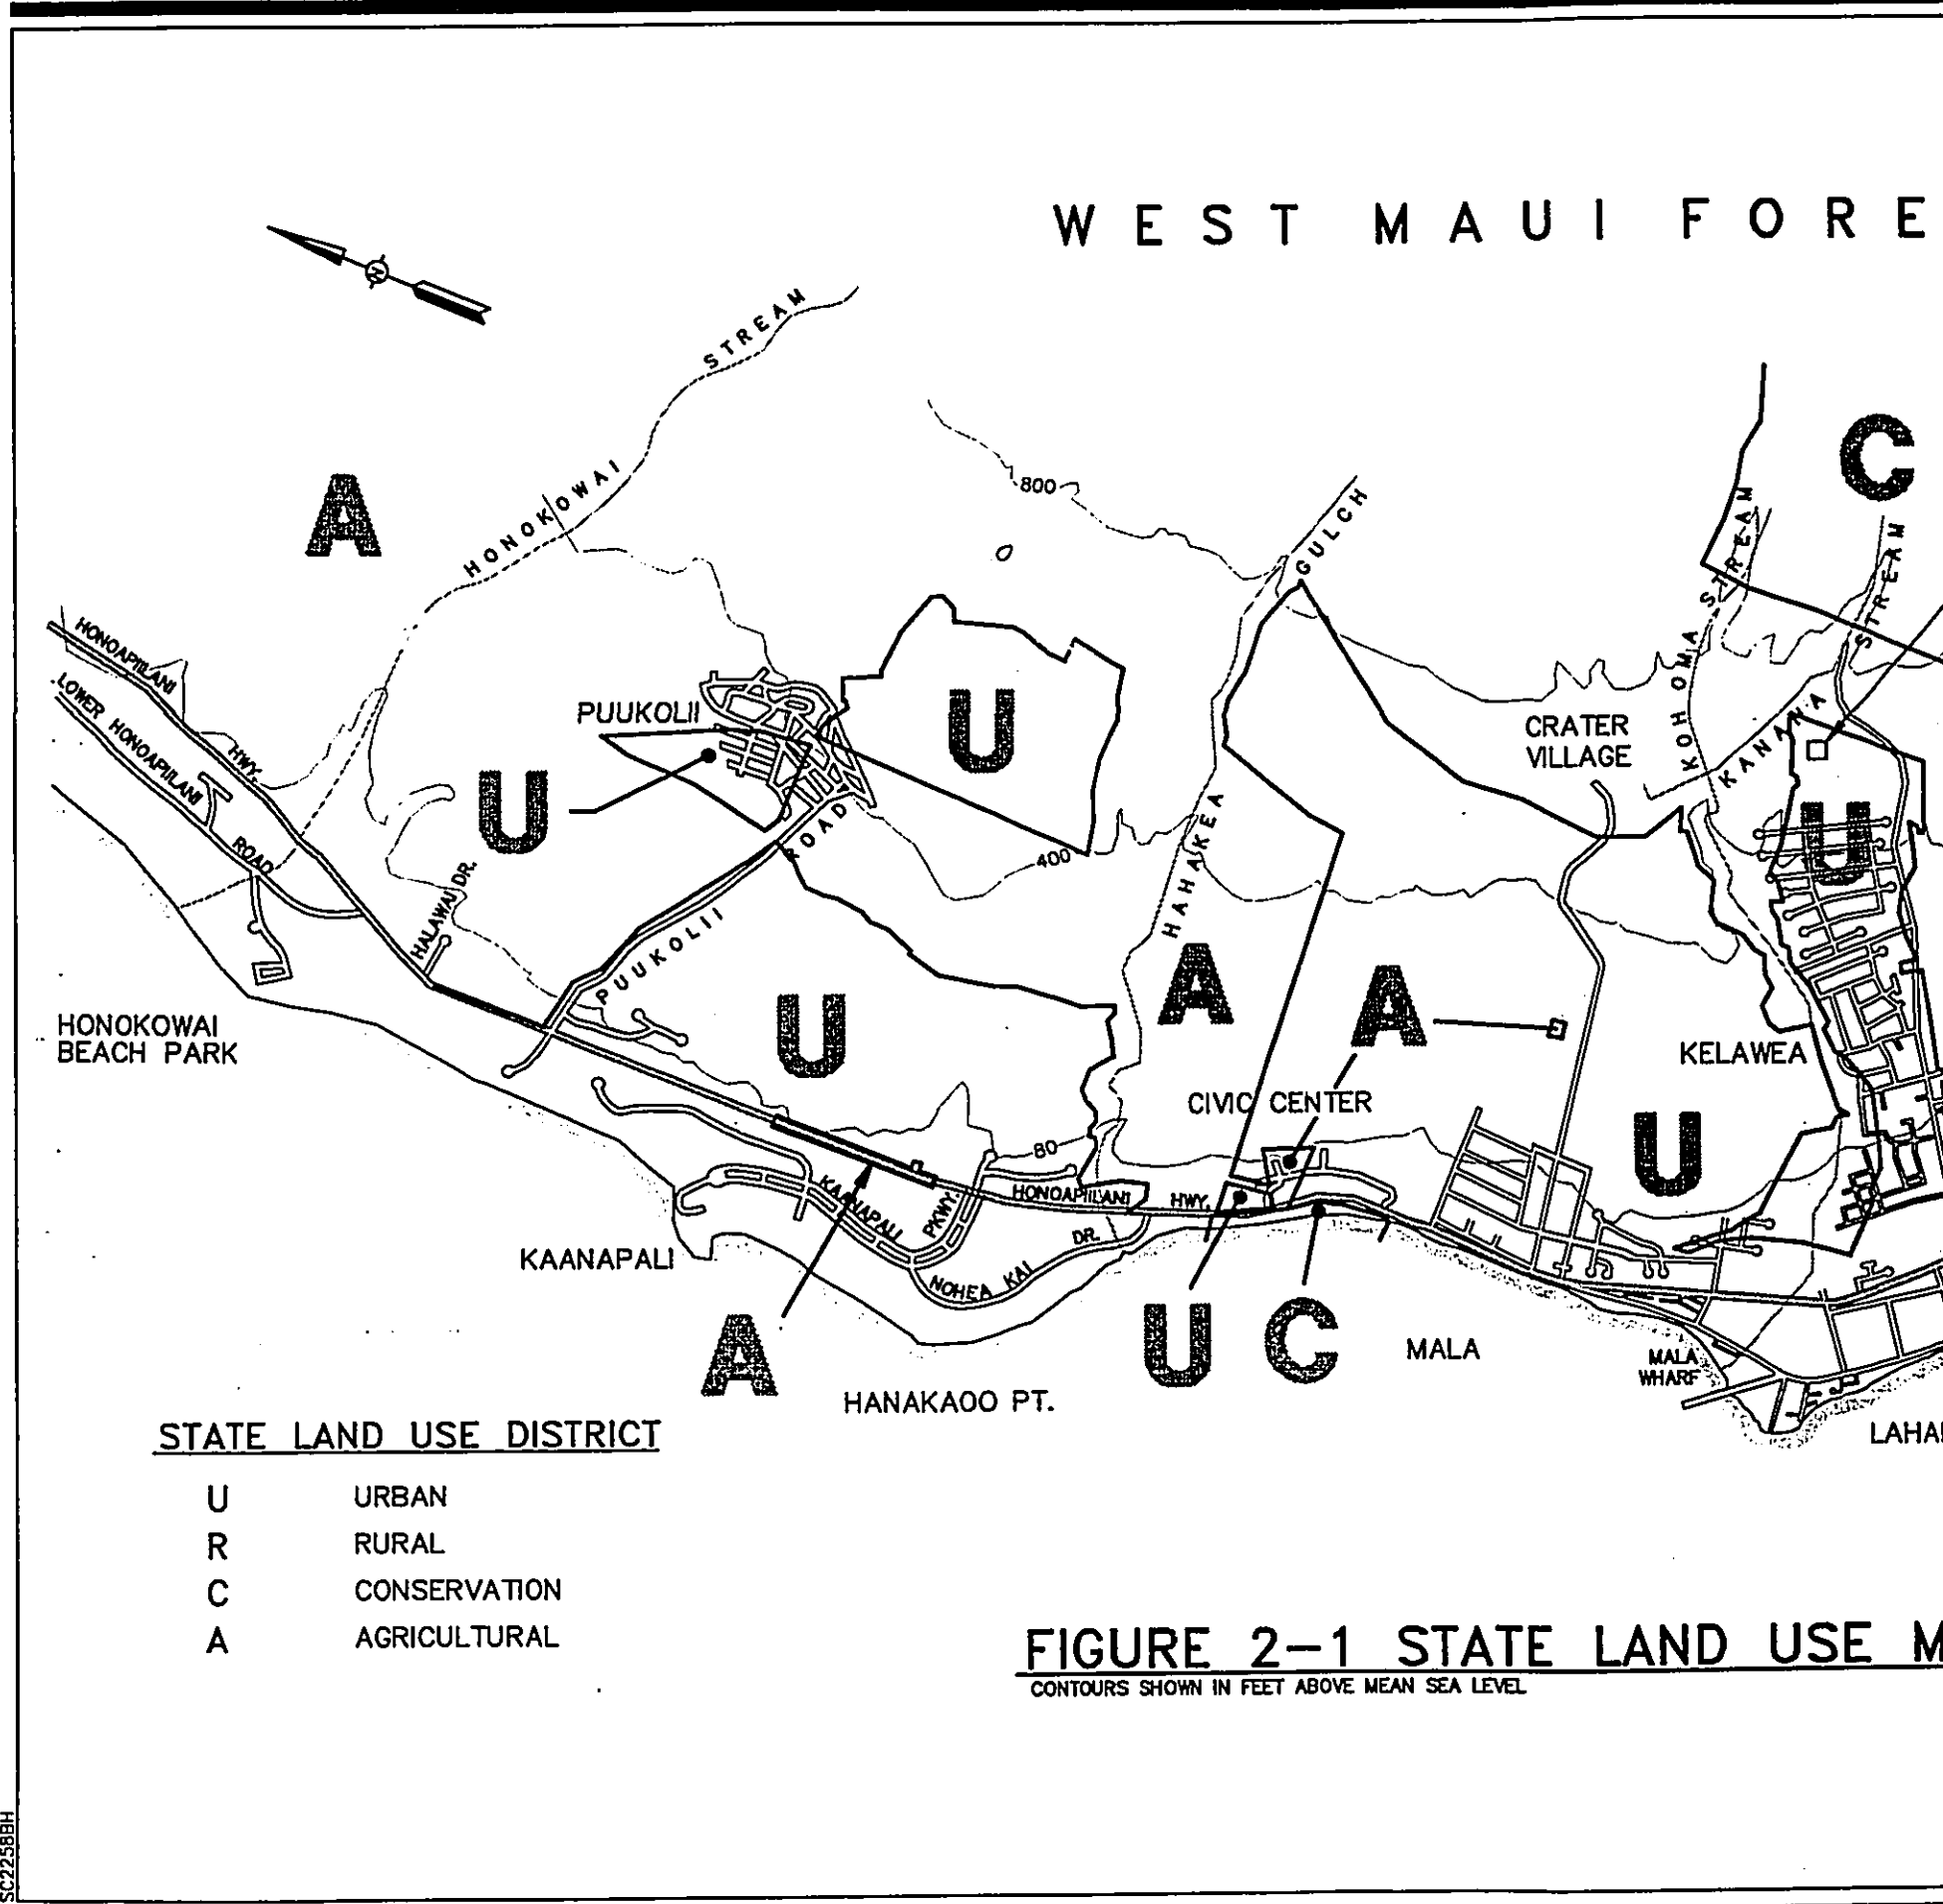 WEST MAUI FORE
N
HONOKOWAI STREAM
C
A
800
GULCH
HAHAKEA
KOHOMA STREAM
KANAHA STREAM
HONOAPIILANI HWY.
LOWER HONOAPIILANI ROAD
PUUKOLII
U
U
CRATER
VILLAGE
U
400
HALAWAI DR.
PUUKOLII ROAD
U
A
A
HONOKOWAI
BEACH PARK
KELAWEA
CIVIC CENTER
U
80
HONOAPIILANI HWY.
KAANAPALI PKWY.
KAANAPALI
NOHEA KAI DR.
A
U
C
MALA
MALA
WHARF
HANAKAOO PT.
LAHAI
STATE LAND USE DISTRICT
U URBAN
R RURAL
C CONSERVATION
A AGRICULTURAL
FIGURE 2-1 STATE LAND USE M
CONTOURS SHOWN IN FEET ABOVE MEAN SEA LEVEL
SC2258BH